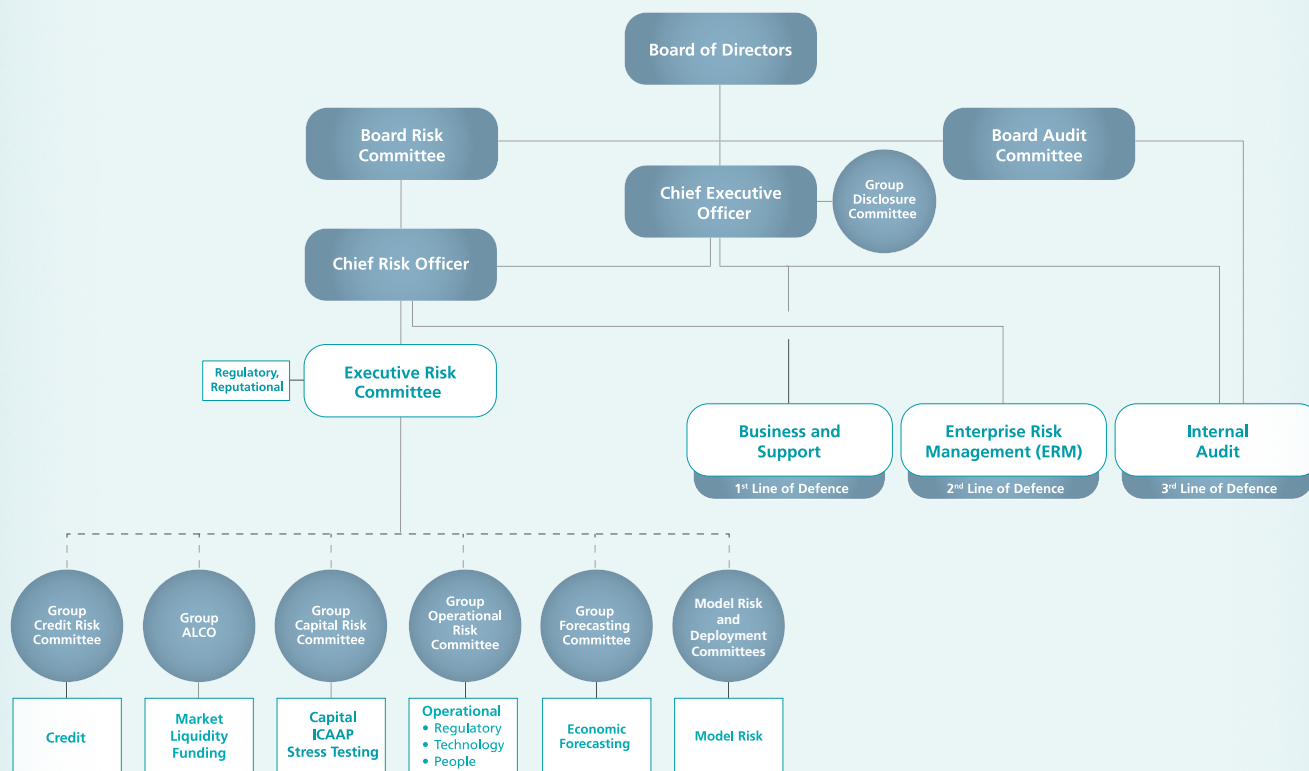 Board of Directors
Board Risk
Committee
Board Audit
Committee
Chief Executive
Officer
Group
Disclosure
Committee
Chief Risk Officer
Regulatory,
Reputational
Executive Risk
Committee
Business and
Support
1st Line of Defence
Enterprise Risk
Management (ERM)
2nd Line of Defence
Internal
Audit
3rd Line of Defence
Group
Credit Risk
Committee
Group
ALCO
Group
Capital Risk
Committee
Group
Operational
Risk
Committee
Group
Forecasting
Committee
Model Risk
and
Deployment
Committees
Credit
Market
Liquidity
Funding
Capital
ICAAP
Stress Testing
Operational
• Regulatory
• Technology
• People
Economic
Forecasting
Model Risk